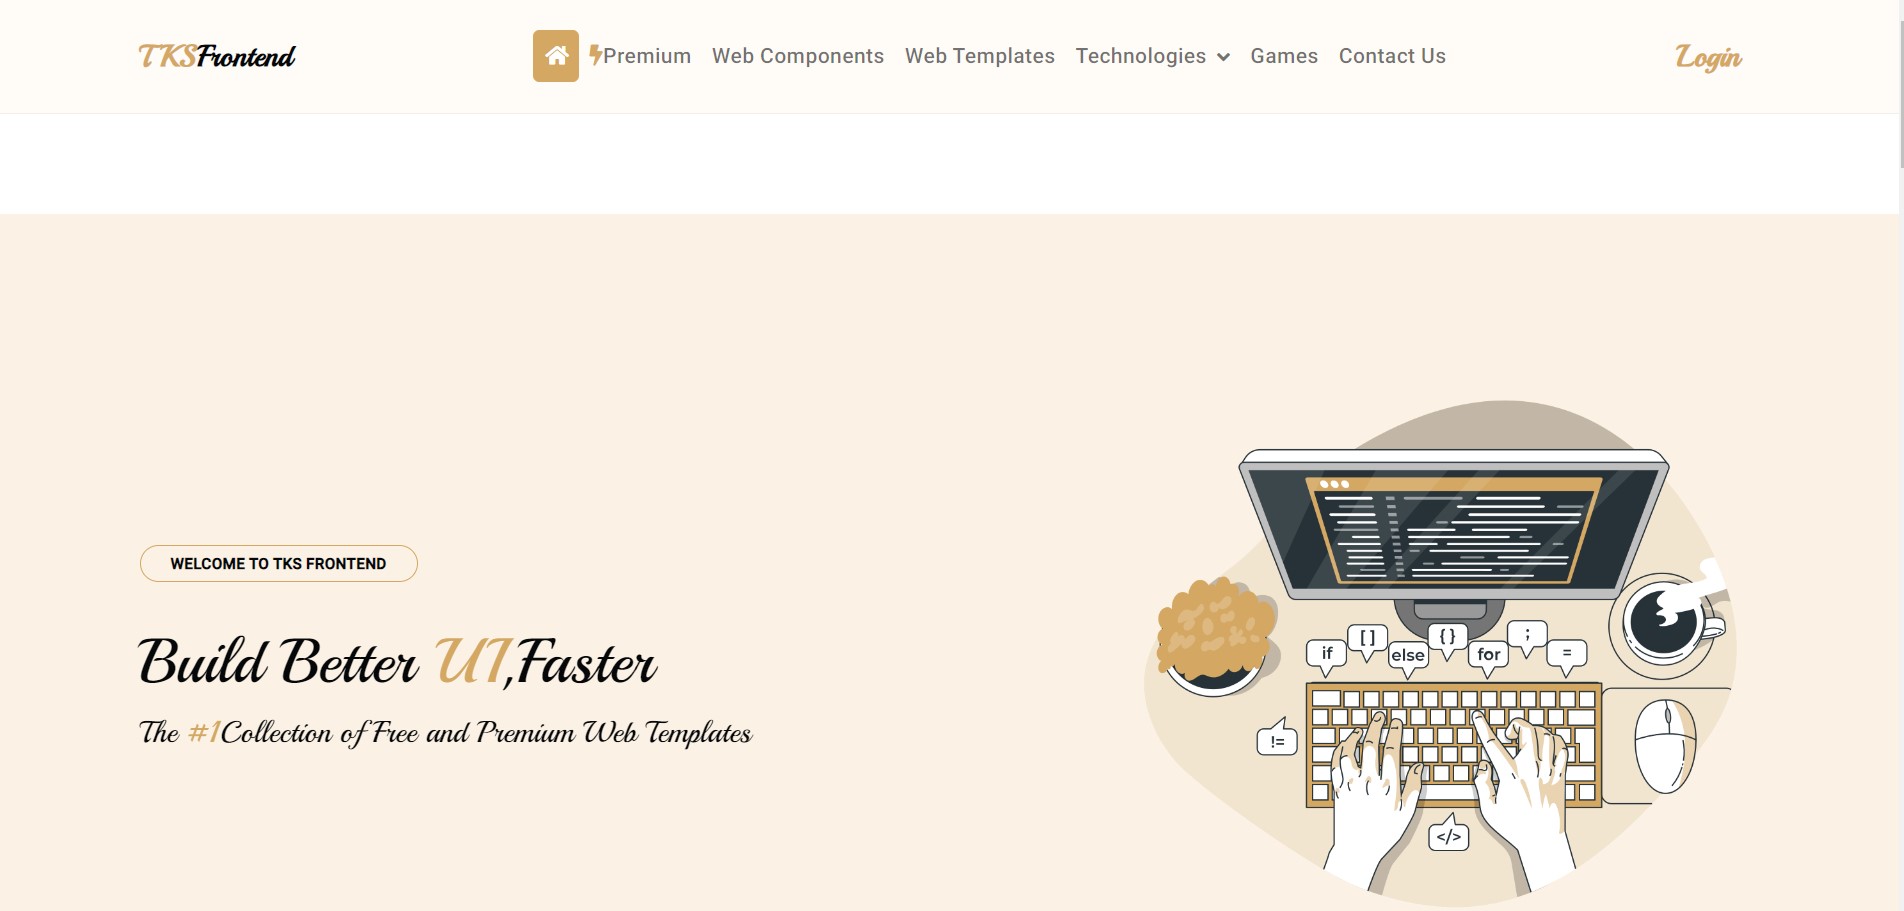 TKSFrontend
Premium Web Components Web Templates Technologies Games Contact Us
Login
WELCOME TO TKS FRONTEND
Build Better UI,Faster
The #1Collection of Free and Premium Web Templates
if
[ ]
else
{ }
for
;
=
!=
</>